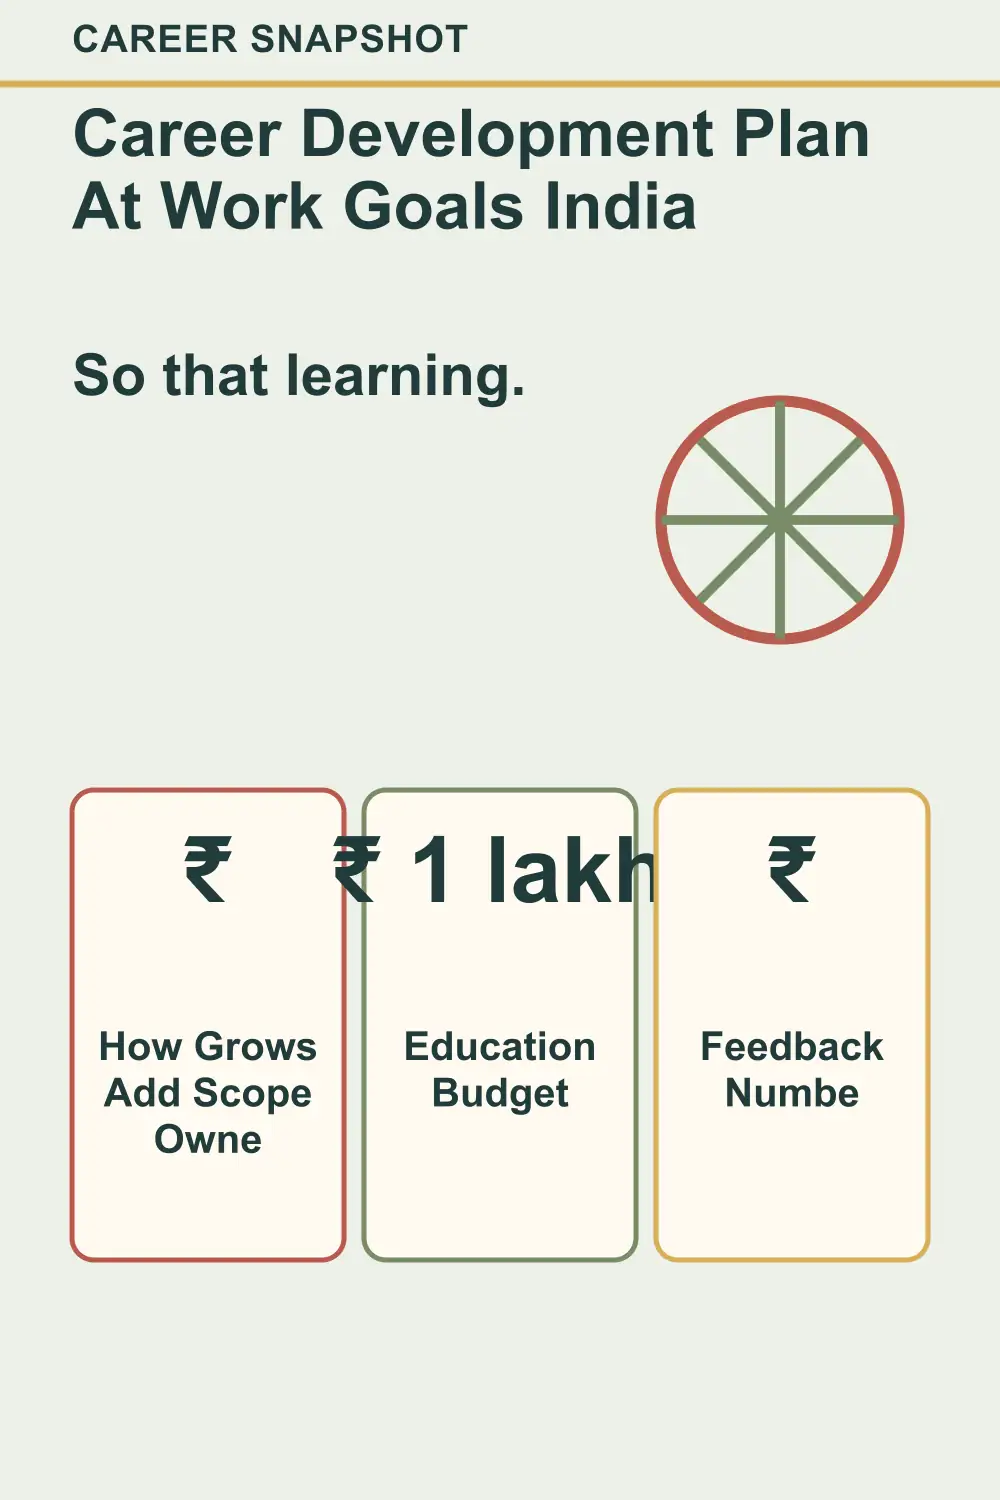 CAREER SNAPSHOT
Career Development Plan
At Work Goals India
So that learning.
₹
₹ 1 lakh
₹
How Grows
Add Scope
Owne
Education
Budget
Feedback
Numbe